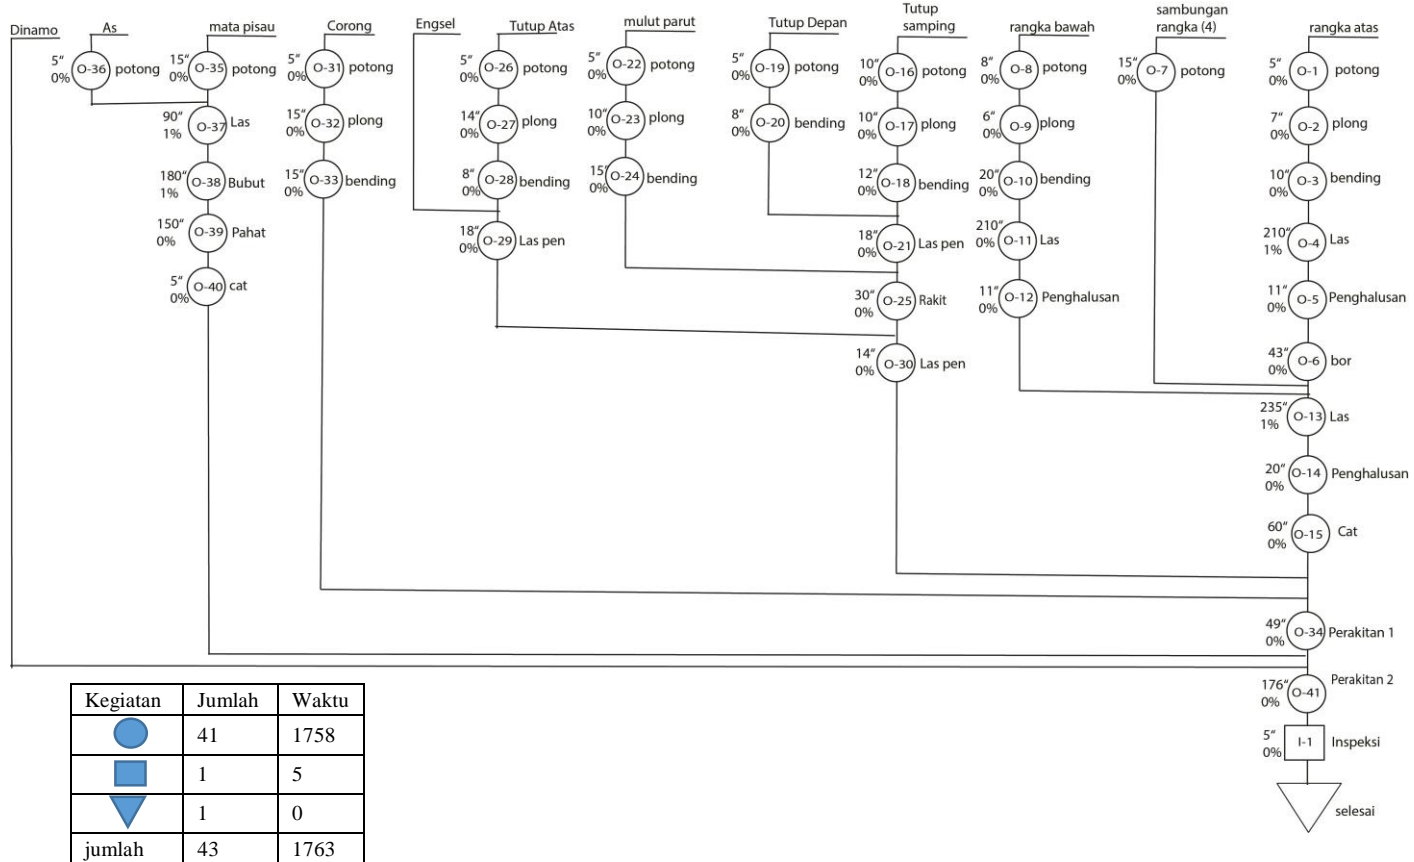 Dinamo
As
mata pisau
Corong
Engsel
Tutup Atas
mulut parut
Tutup Depan
Tutup
samping
rangka bawah
sambungan
rangka (4)
rangka atas
5“
0%
O-36
potong
15“
0%
O-35
potong
90“
1%
O-37
Las
180“
1%
O-38
Bubut
150“
0%
O-39
Pahat
5“
0%
O-40
cat
5“
0%
O-31
potong
15“
0%
O-32
plong
15“
0%
O-33
bending
5“
0%
O-26
potong
14“
0%
O-27
plong
8“
0%
O-28
bending
18“
0%
O-29
Las pen
5“
0%
O-22
potong
10“
0%
O-23
plong
15“
0%
O-24
bending
5“
0%
O-19
potong
8“
0%
O-20
bending
10“
0%
O-16
potong
10“
0%
O-17
plong
12“
0%
O-18
bending
18“
0%
O-21
Las pen
30“
0%
O-25
Rakit
14“
0%
O-30
Las pen
8“
0%
O-8
potong
6“
0%
O-9
plong
20“
0%
O-10
bending
210“
0%
O-11
Las
11“
0%
O-12
Penghalusan
15“
0%
O-7
potong
5“
0%
O-1
potong
7“
0%
O-2
plong
10“
0%
O-3
bending
210“
1%
O-4
Las
11“
0%
O-5
Penghalusan
43“
0%
O-6
bor
235“
1%
O-13
Las
20“
0%
O-14
Penghalusan
60“
0%
O-15
Cat
49“
0%
O-34
Perakitan 1
176“
0%
O-41
Perakitan 2
5“
0%
I-1
Inspeksi
selesai
Kegiatan Jumlah Waktu
41 1758
1 5
1 0
jumlah 43 1763